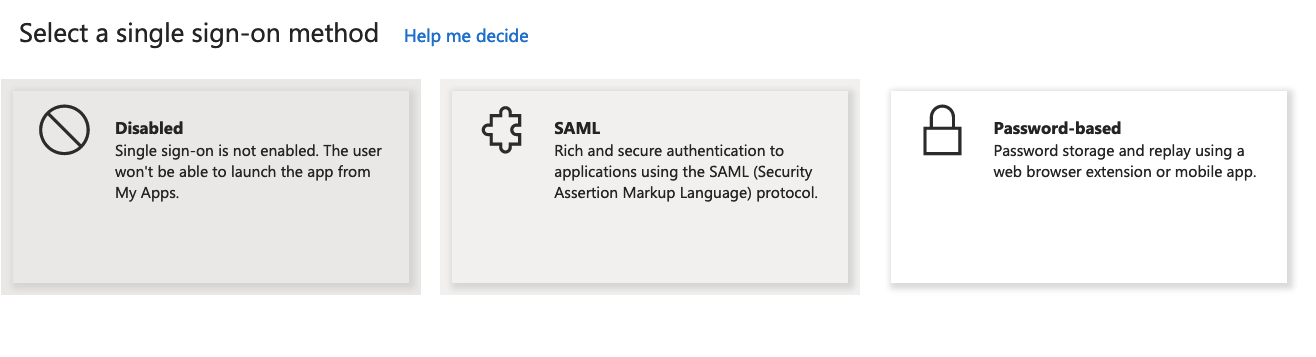 Select a single sign-on method Help me decide
Disabled
Single sign-on is not enabled. The user
won't be able to launch the app from
My Apps.
SAML
Rich and secure authentication to
applications using the SAML (Security
Assertion Markup Language) protocol.
Password-based
Password storage and replay using a
web browser extension or mobile app.